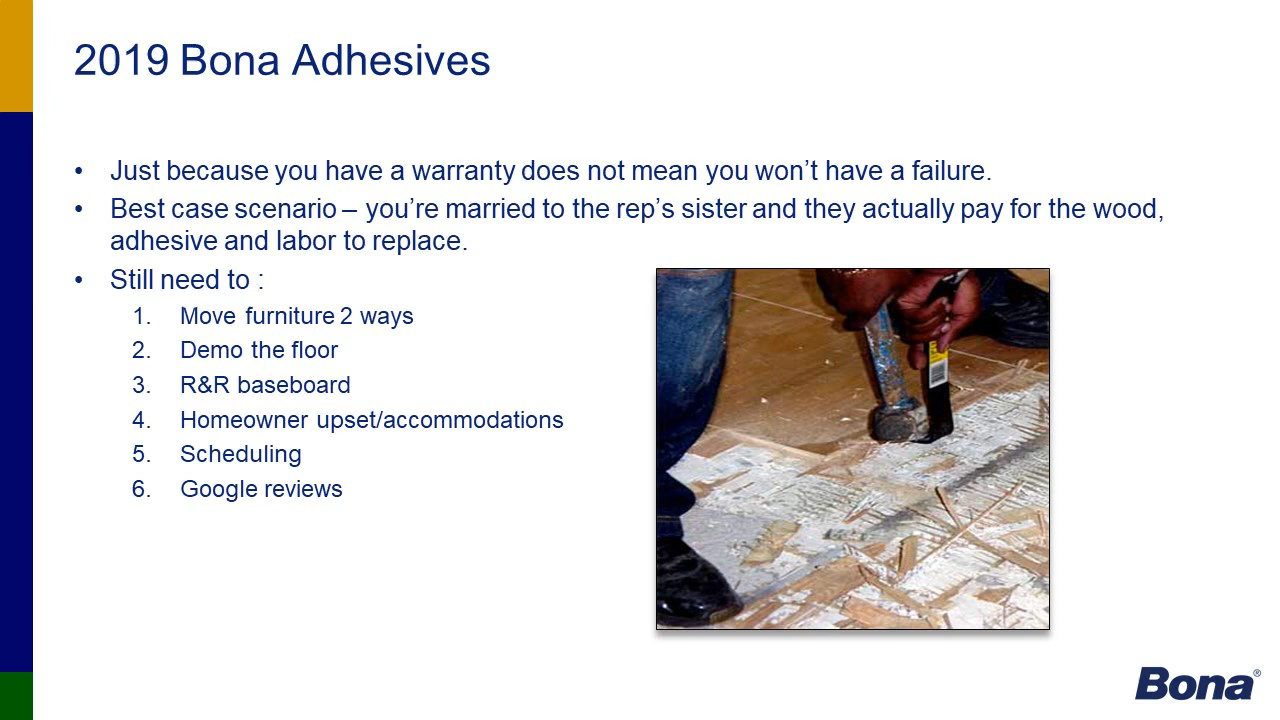 2019 Bona Adhesives
• Just because you have a warranty does not mean you won’t have a failure.
• Best case scenario – you’re married to the rep’s sister and they actually pay for the wood,
adhesive and labor to replace.
• Still need to :
1. Move furniture 2 ways
2. Demo the floor
3. R&R baseboard
4. Homeowner upset/accommodations
5. Scheduling
6. Google reviews
Bona®